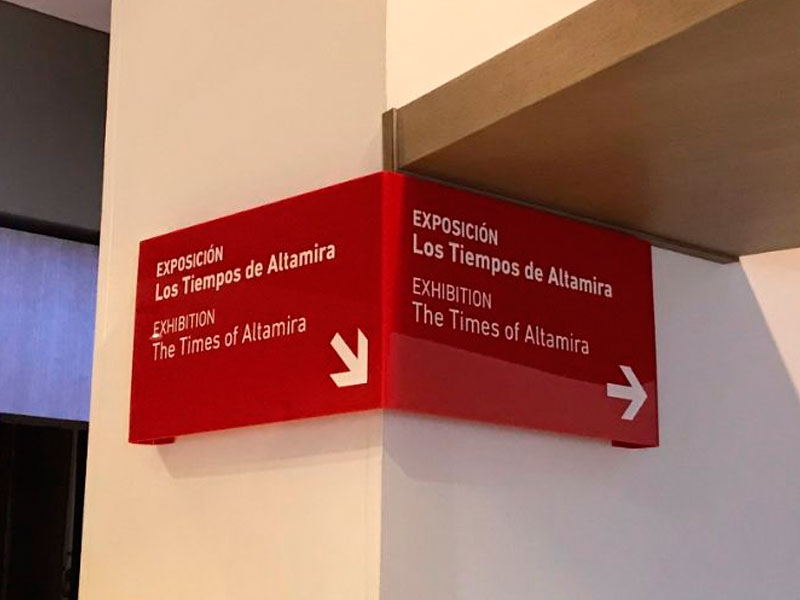 EXPOSICIÓN
Los Tiempos de Altamira
EXHIBITION
The Times of Altamira
EXPOSICIÓN
Los Tiempos de Altamira
EXHIBITION
The Times of Altamira